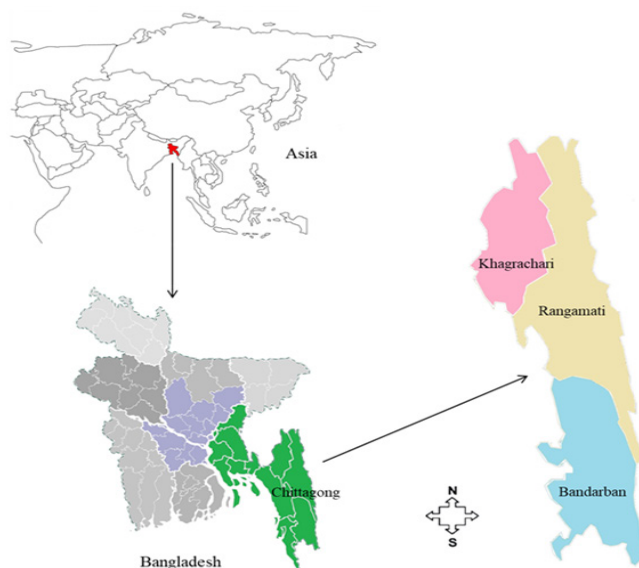 Asia
Khagrachari
Rangamati
Chittagong
Bandarban
N
S
Bangladesh